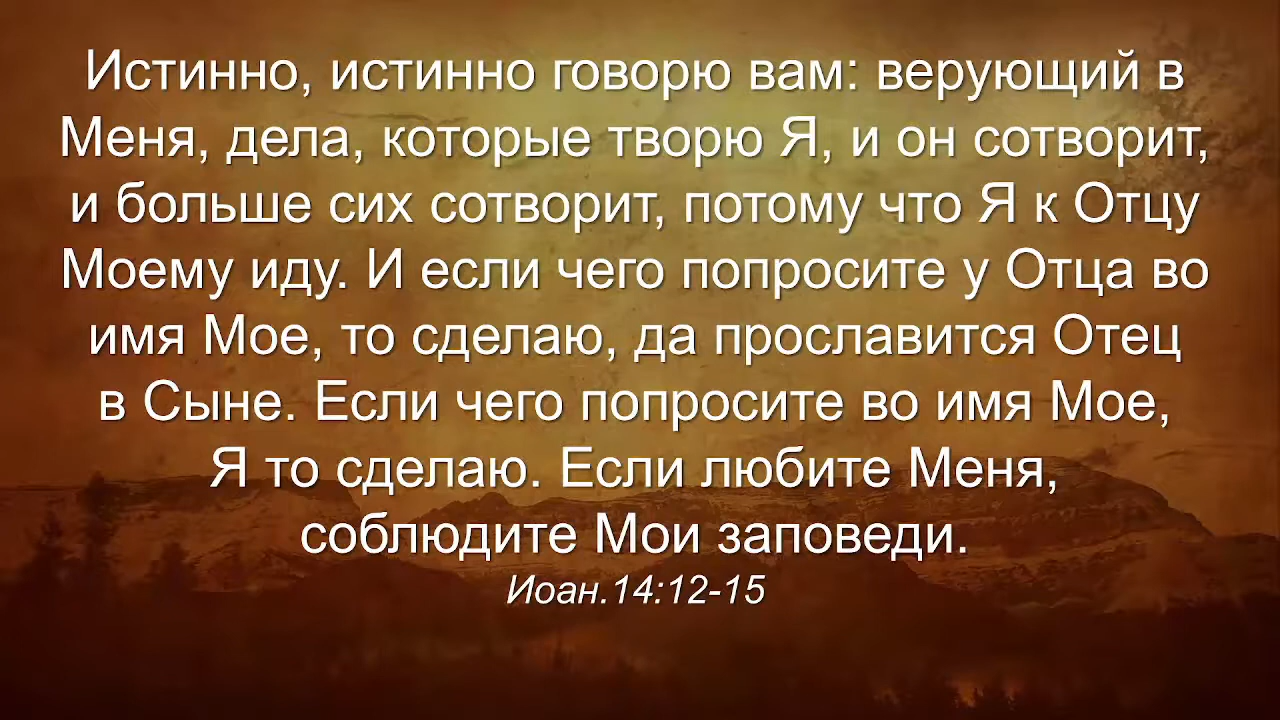 Истинно, истинно говорю вам: верующий в
Меня, дела, которые творю Я, и он сотворит,
и больше сих сотворит, потому что Я к Отцу
Моему иду. И если чего попросите у Отца во
имя Мое, то сделаю, да прославится Отец
в Сыне. Если чего попросите во имя Мое,
Я то сделаю. Если любите Меня,
соблюдите Мои заповеди.
Иоан.14:12-15